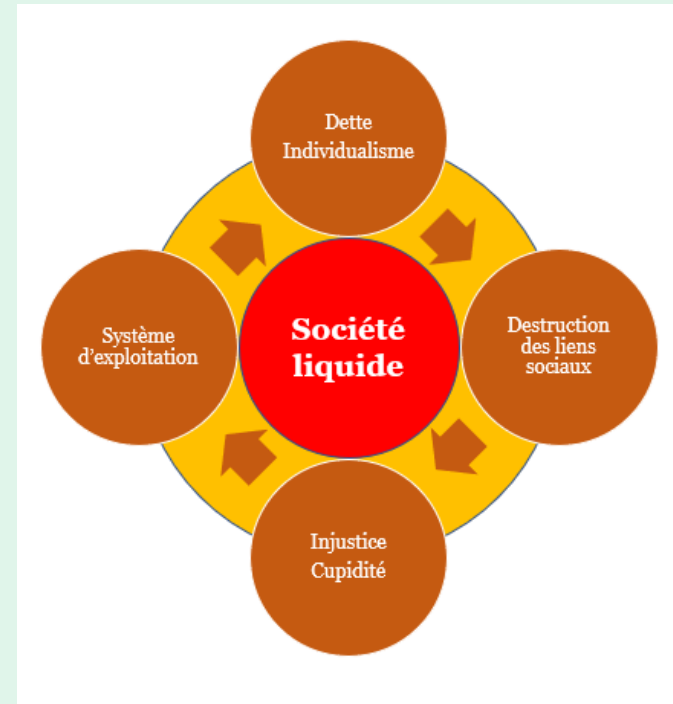 Dette
Individualisme
Société
liquide
Destruction
des liens
sociaux
Injustice
Cupidité
Système
d’exploitation